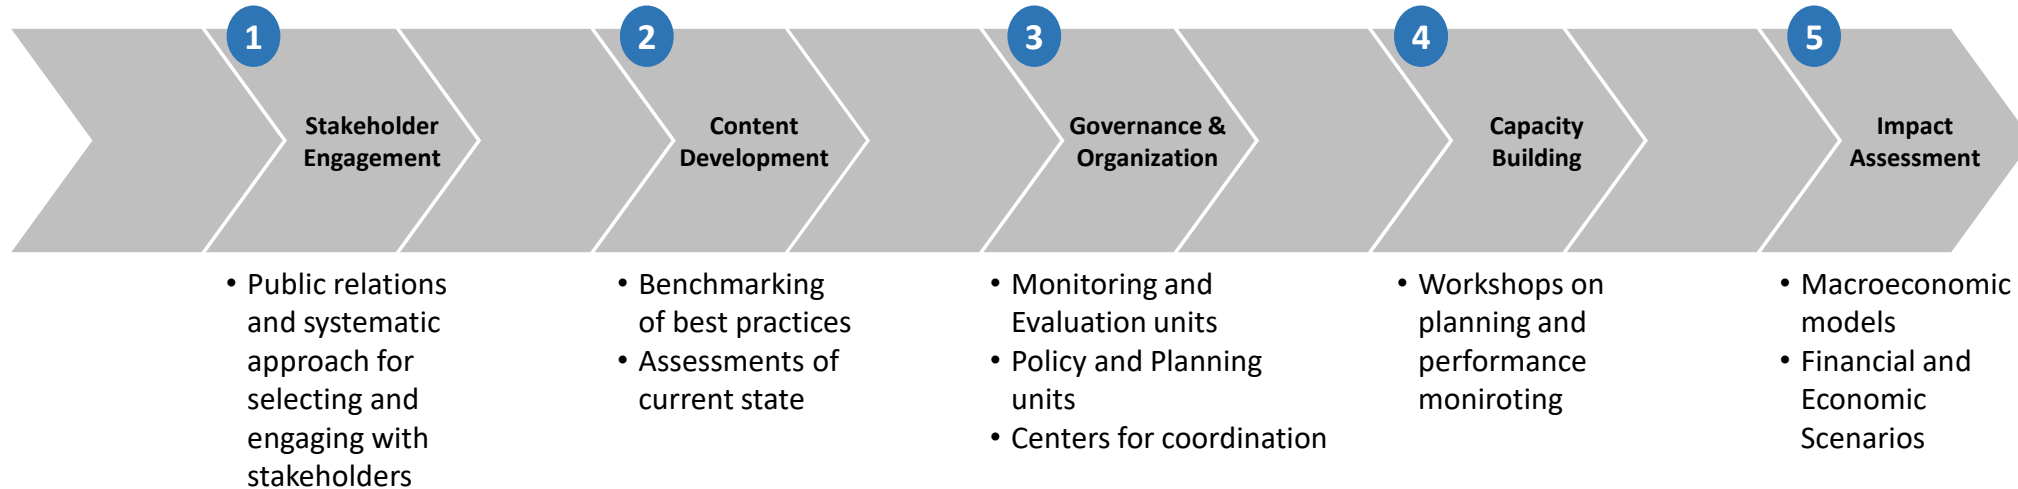 1
Stakeholder
Engagement
• Public relations
and systematic
approach for
selecting and
engaging with
stakeholders
2
Content
Development
• Benchmarking
of best practices
• Assessments of
current state
3
Governance &
Organization
• Monitoring and
Evaluation units
• Policy and Planning
units
• Centers for coordination
4
Capacity
Building
• Workshops on
planning and
performance
moniroting
5
Impact
Assessment
• Macroeconomic
models
• Financial and
Economic
Scenarios